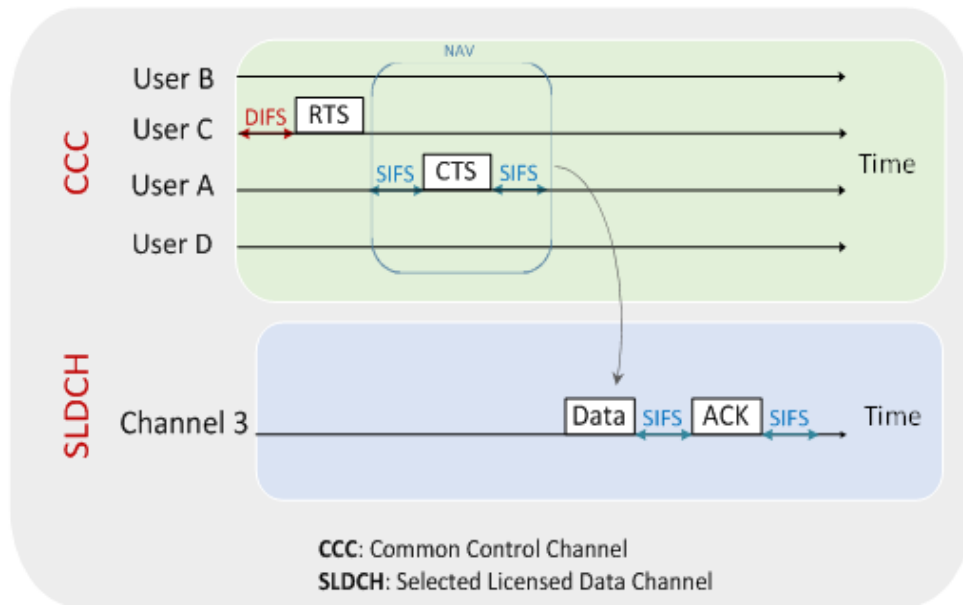 NAV
User B
DIFS RTS
User C
CCC
Time
SIFS CTS SIFS
User A
User D
SLDCH
Data SIFS ACK SIFS
Channel 3
Time
CCC: Common Control Channel
SLDCH: Selected Licensed Data Channel